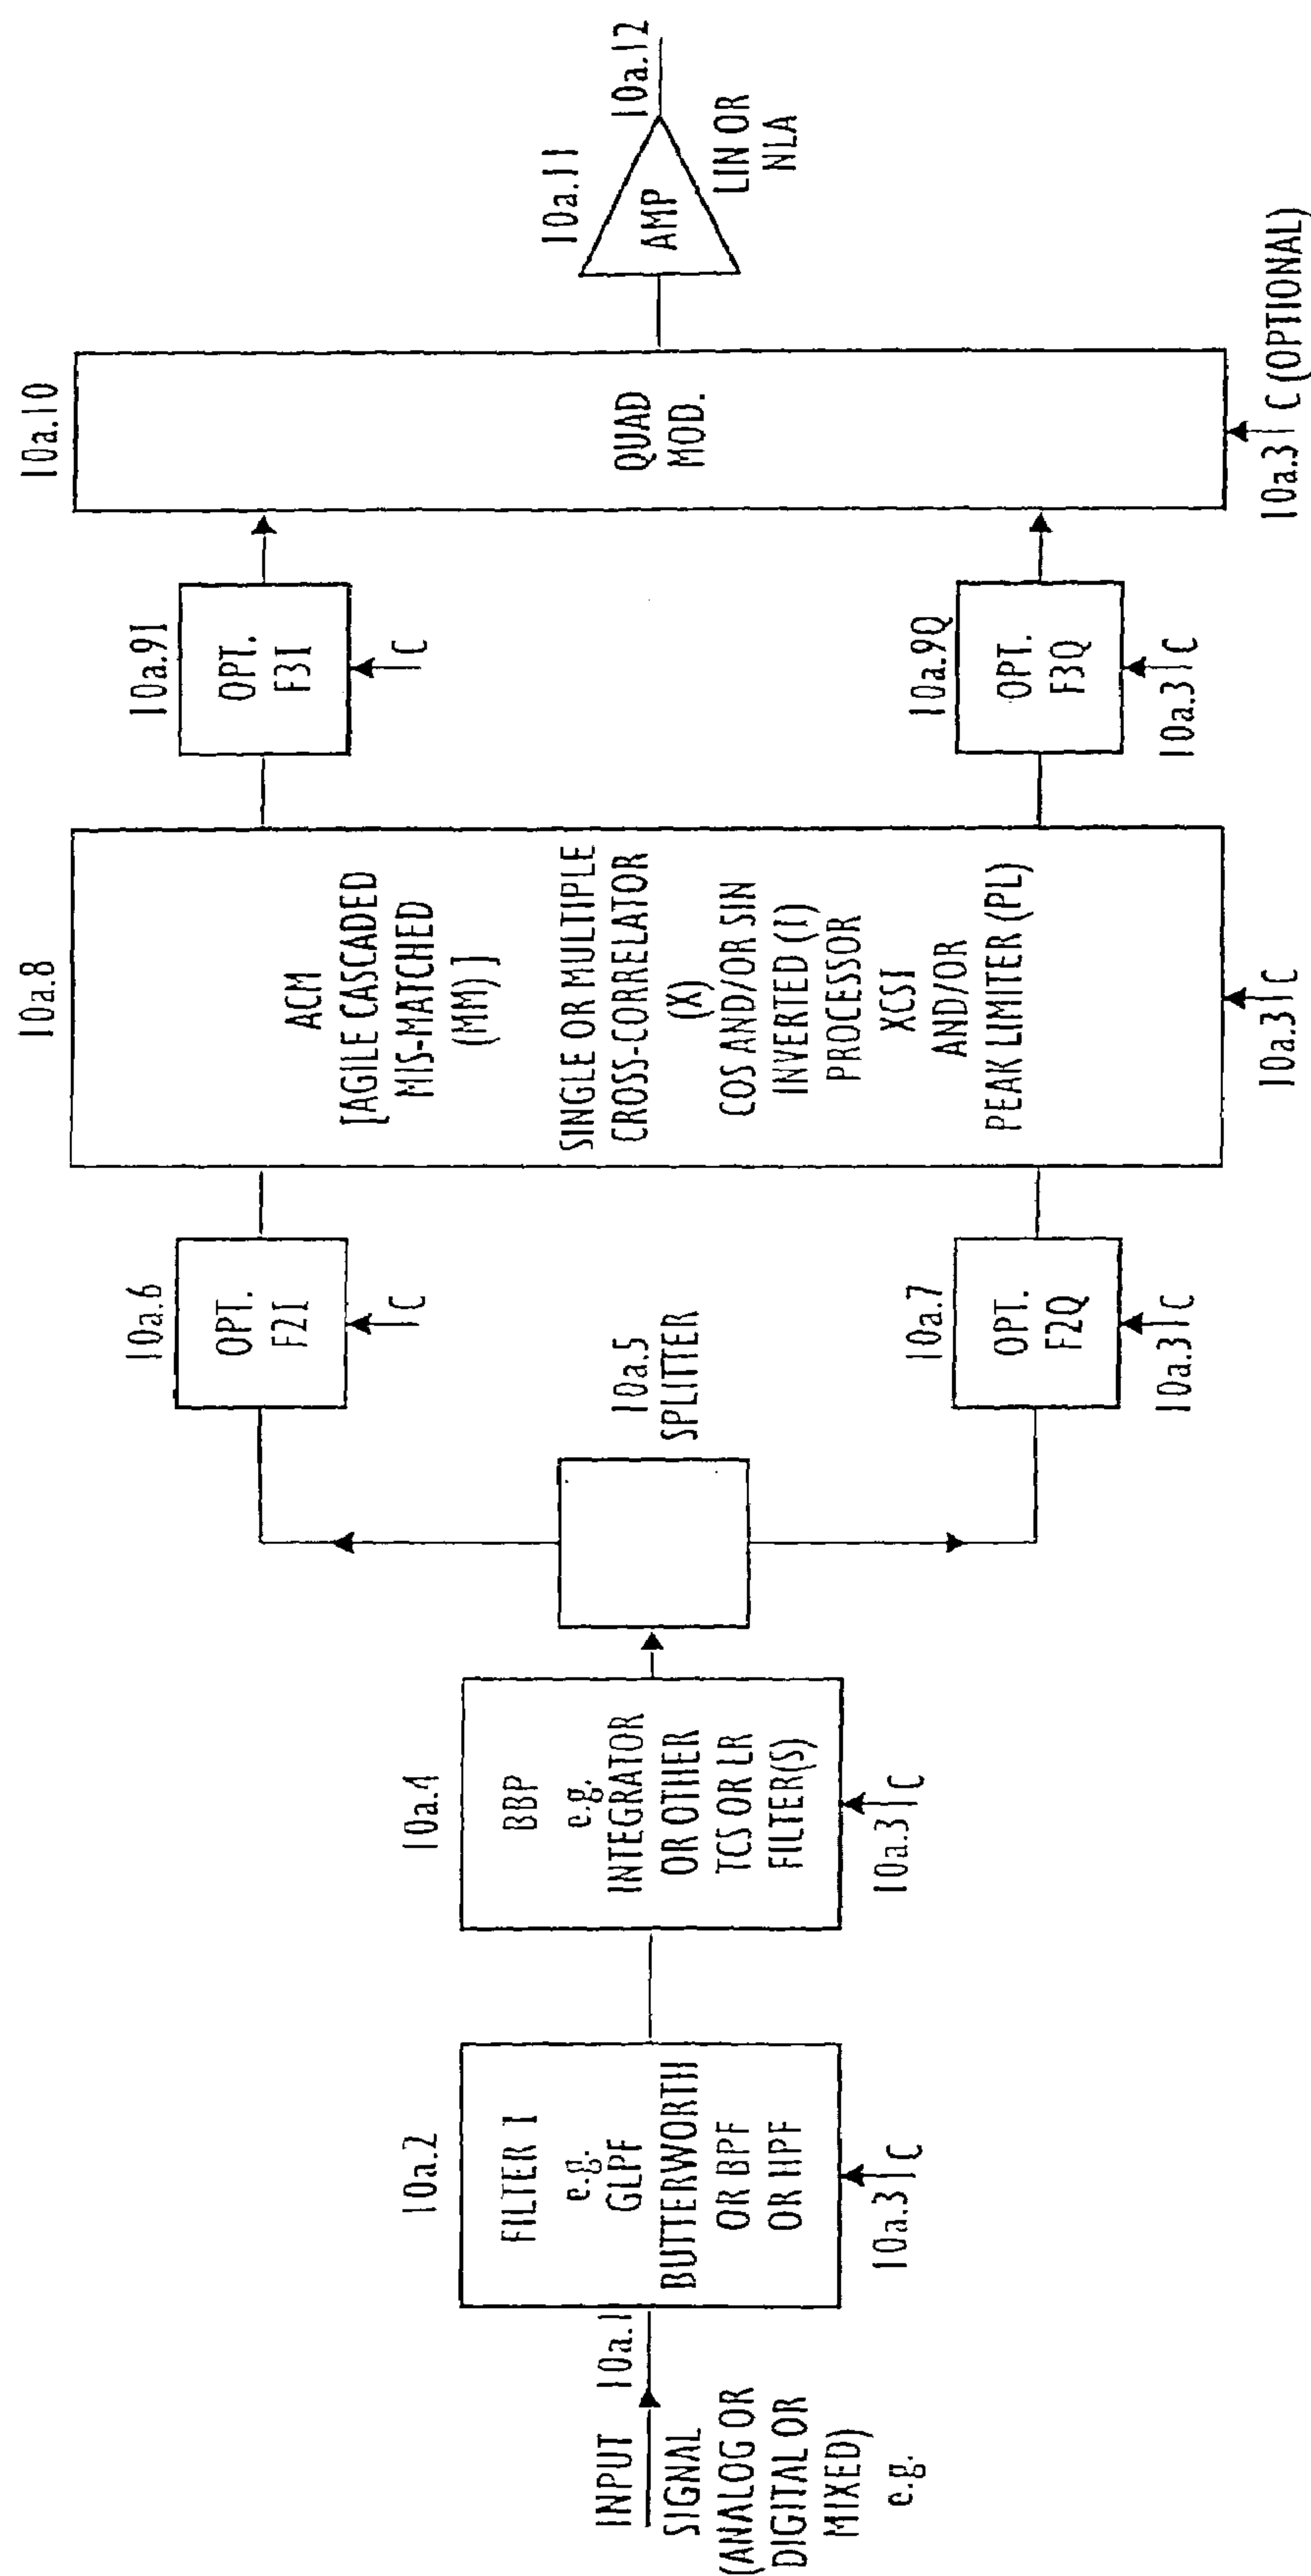 INPUT
SIGNAL
(ANALOG OR
DIGITAL OR
MIXED)
e.g.
10a.1
10a.2
FILTER 1
e.g.
GLPF
BUTTERWORTH
OR BPF
OR HPF
10a.3 C
10a.4
BBP
e.g.
INTEGRATOR
OR OTHER
TCS OR LR
FILTER(S)
10a.3 C
10a.5
SPLITTER
10a.6
OPT.
F2I
C
10a.7
OPT.
F2Q
10a.3 C
10a.8
ACM
[AGILE CASCADED
MIS-MATCHED
(MM) ]
SINGLE OR MULTIPLE
CROSS-CORRELATOR
(X)
COS AND/OR SIN
INVERTED (I)
PROCESSOR
XCSI
AND/OR
PEAK LIMITER (PL)
10a.3 C
10a.9I
OPT.
F3I
C
10a.9Q
OPT.
F3Q
10a.3 C
10a.10
QUAD
MOD.
10a.3 C (OPTIONAL)
10a.11
AMP
LIN OR
NLA
10a.12